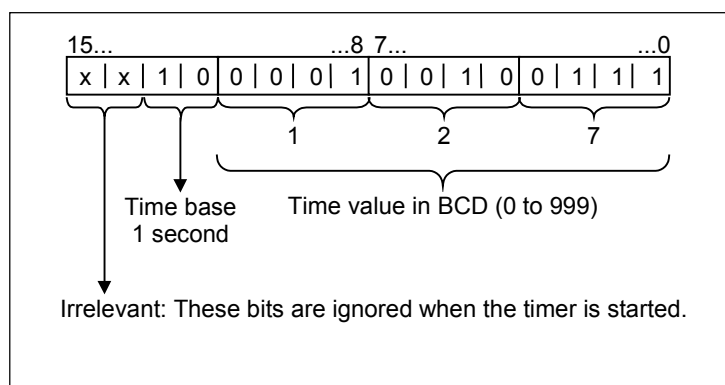 15... ...8 7... ...0
x | x | 1 | 0 | 0 | 0 | 0 | 1 | 0 | 0 | 1 | 0 | 0 | 1 | 1 | 1
1 2 7
Time base Time value in BCD (0 to 999)
1 second
Irrelevant: These bits are ignored when the timer is started.